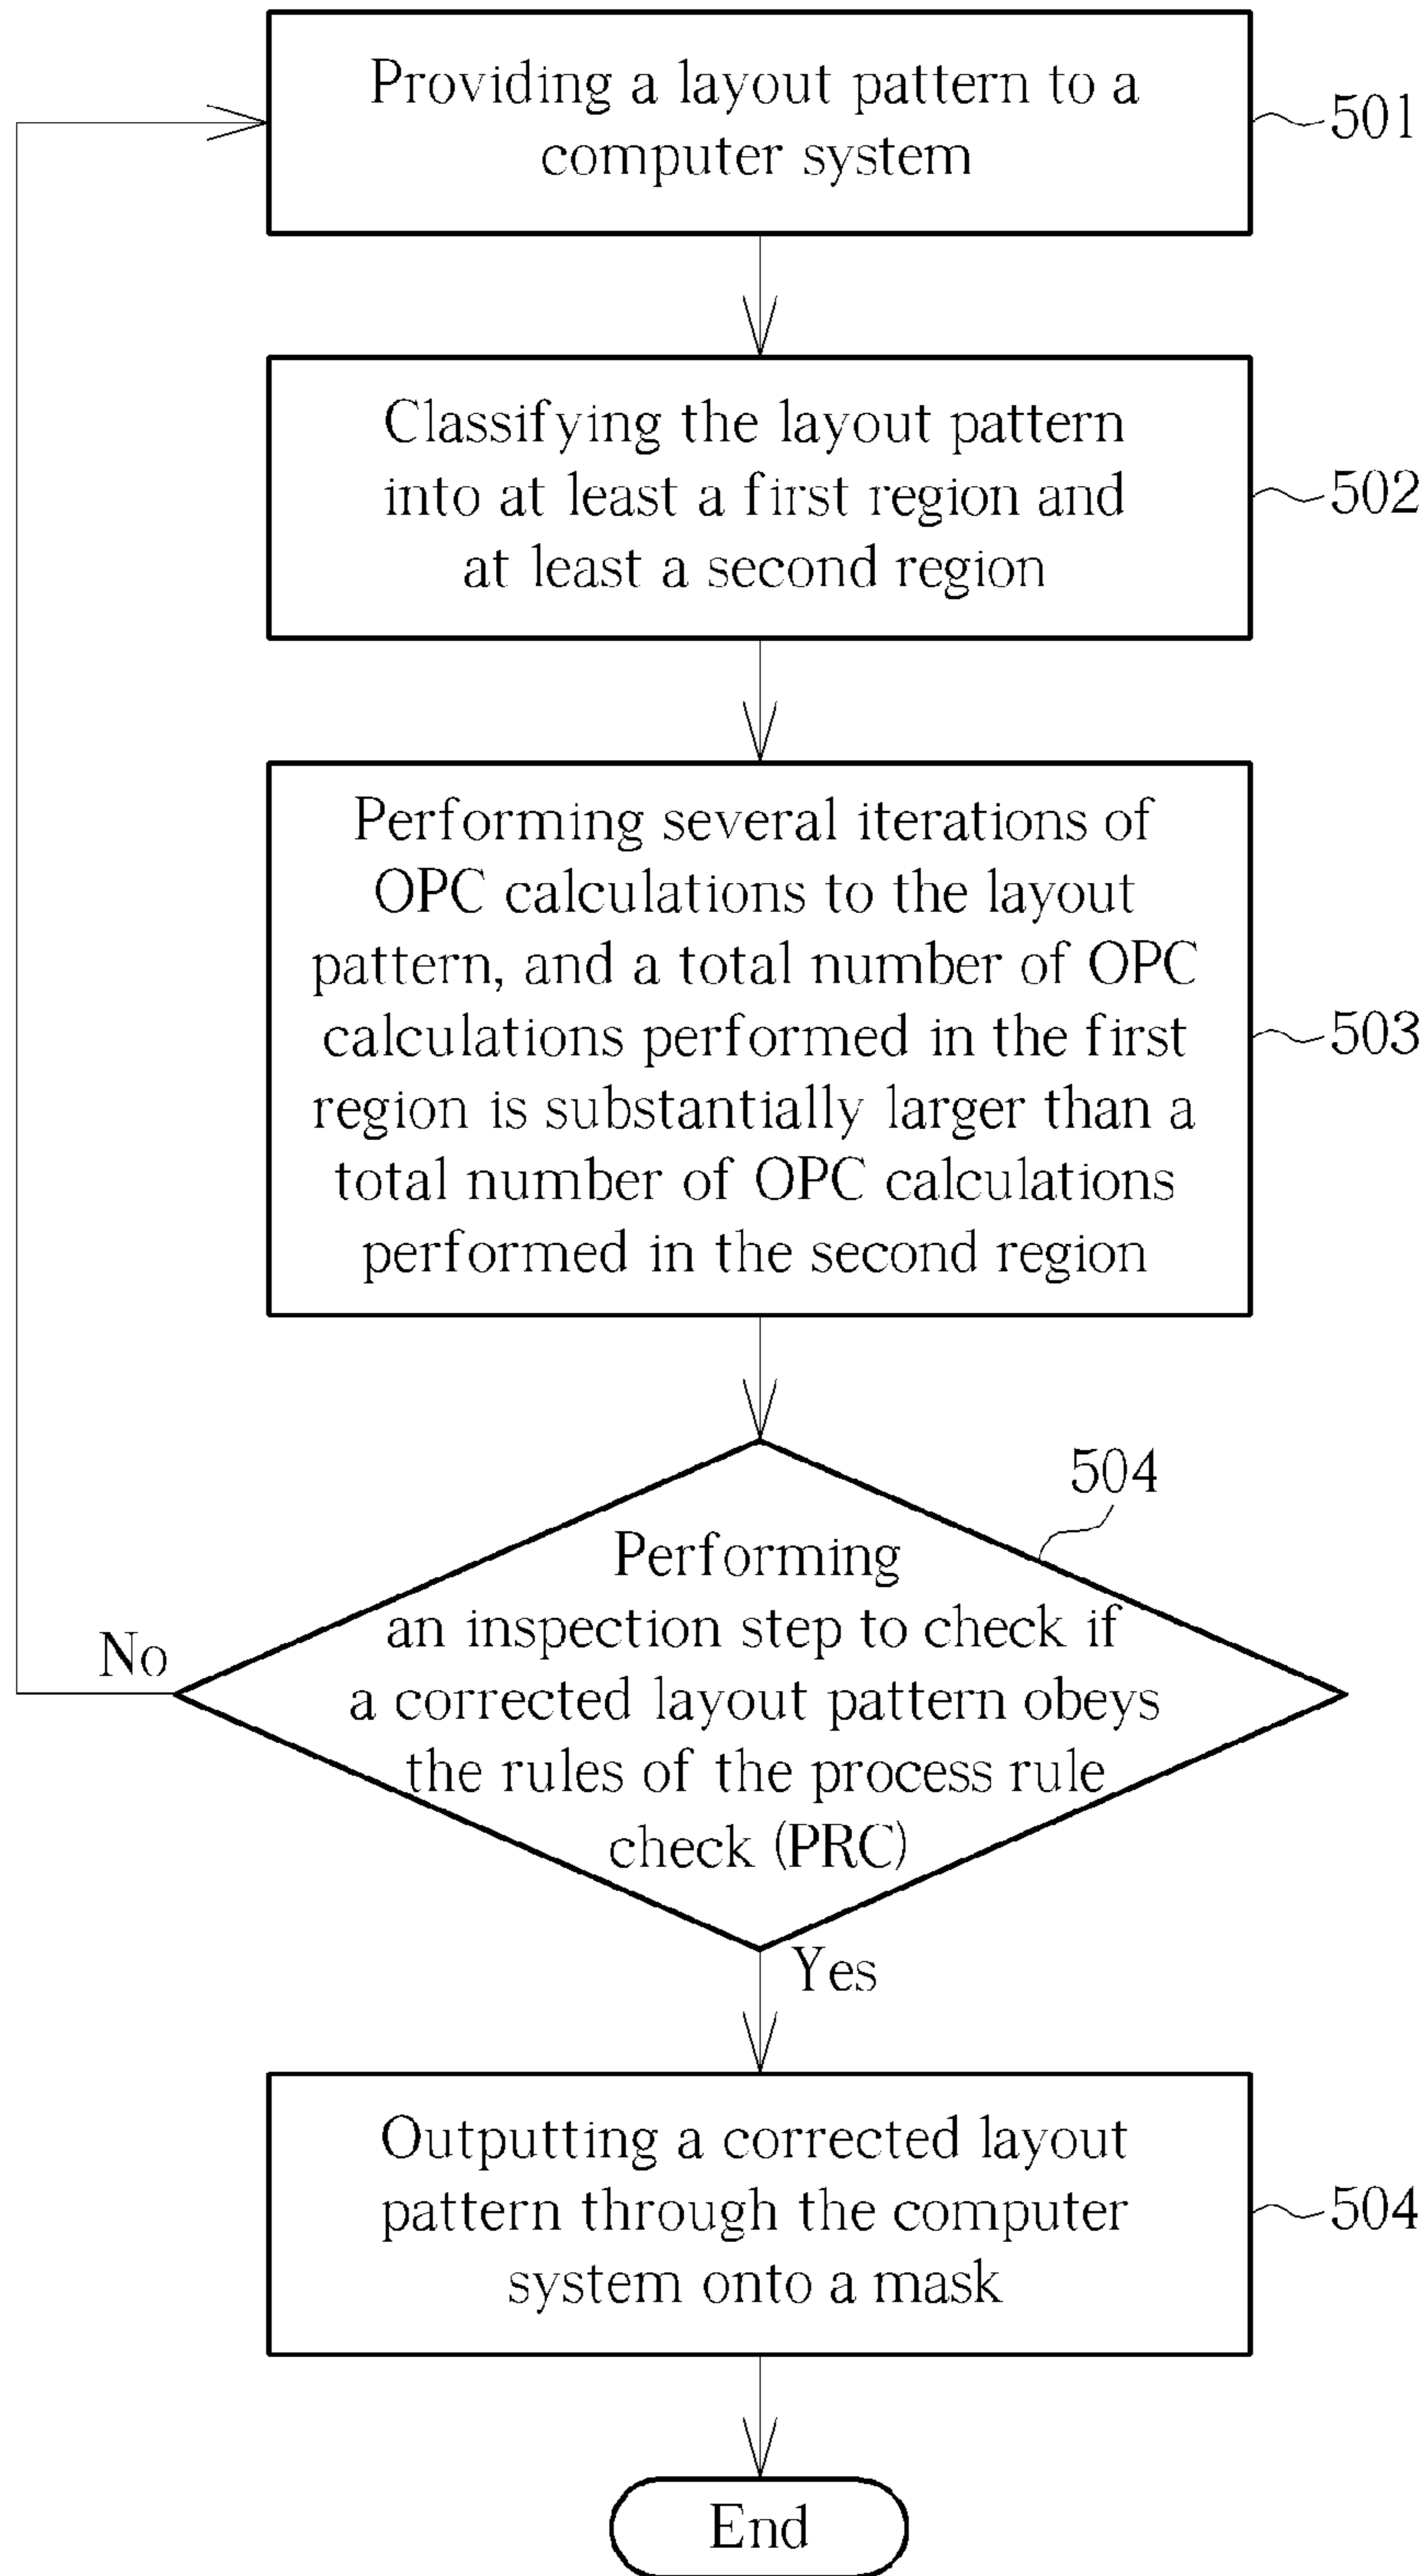 Providing a layout pattern to a
computer system
501
Classifying the layout pattern
into at least a first region and
at least a second region
502
Performing several iterations of
OPC calculations to the layout
pattern, and a total number of OPC
calculations performed in the first
region is substantially larger than a
total number of OPC calculations
performed in the second region
503
504
Performing
an inspection step to check if
a corrected layout pattern obeys
the rules of the process rule
check (PRC)
No
Yes
Outputting a corrected layout
pattern through the computer
system onto a mask
504
End